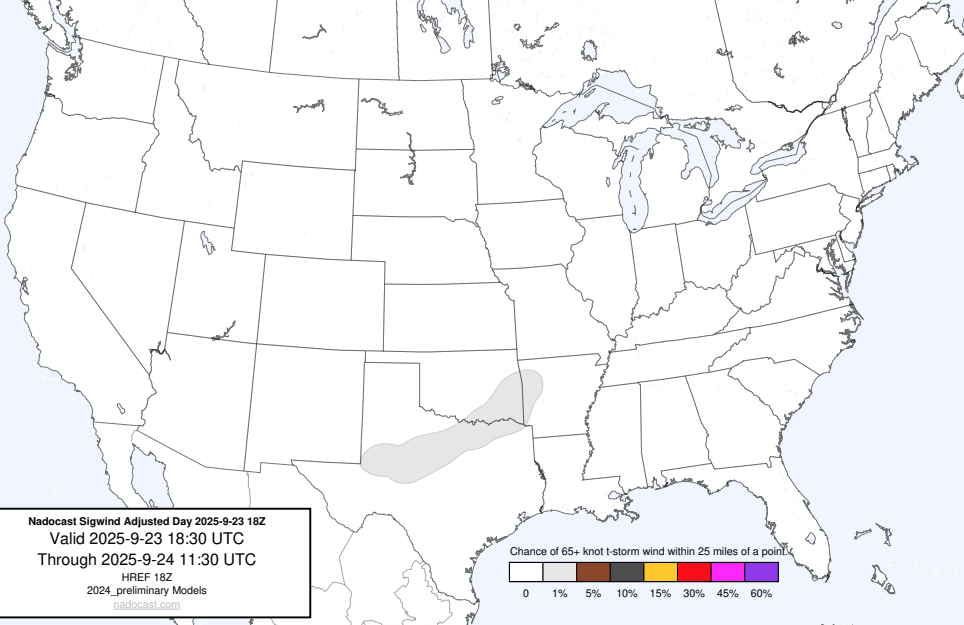 Nadocast Sigwind Adjusted Day 2025-9-23 18Z
Valid 2025-9-23 18:30 UTC
Through 2025-9-24 11:30 UTC
HREF 18Z
2024_preliminary Models
nadocast.com
Chance of 65+ knot t-storm wind within 25 miles of a point.
0 1% 5% 10% 15% 30% 45% 60%